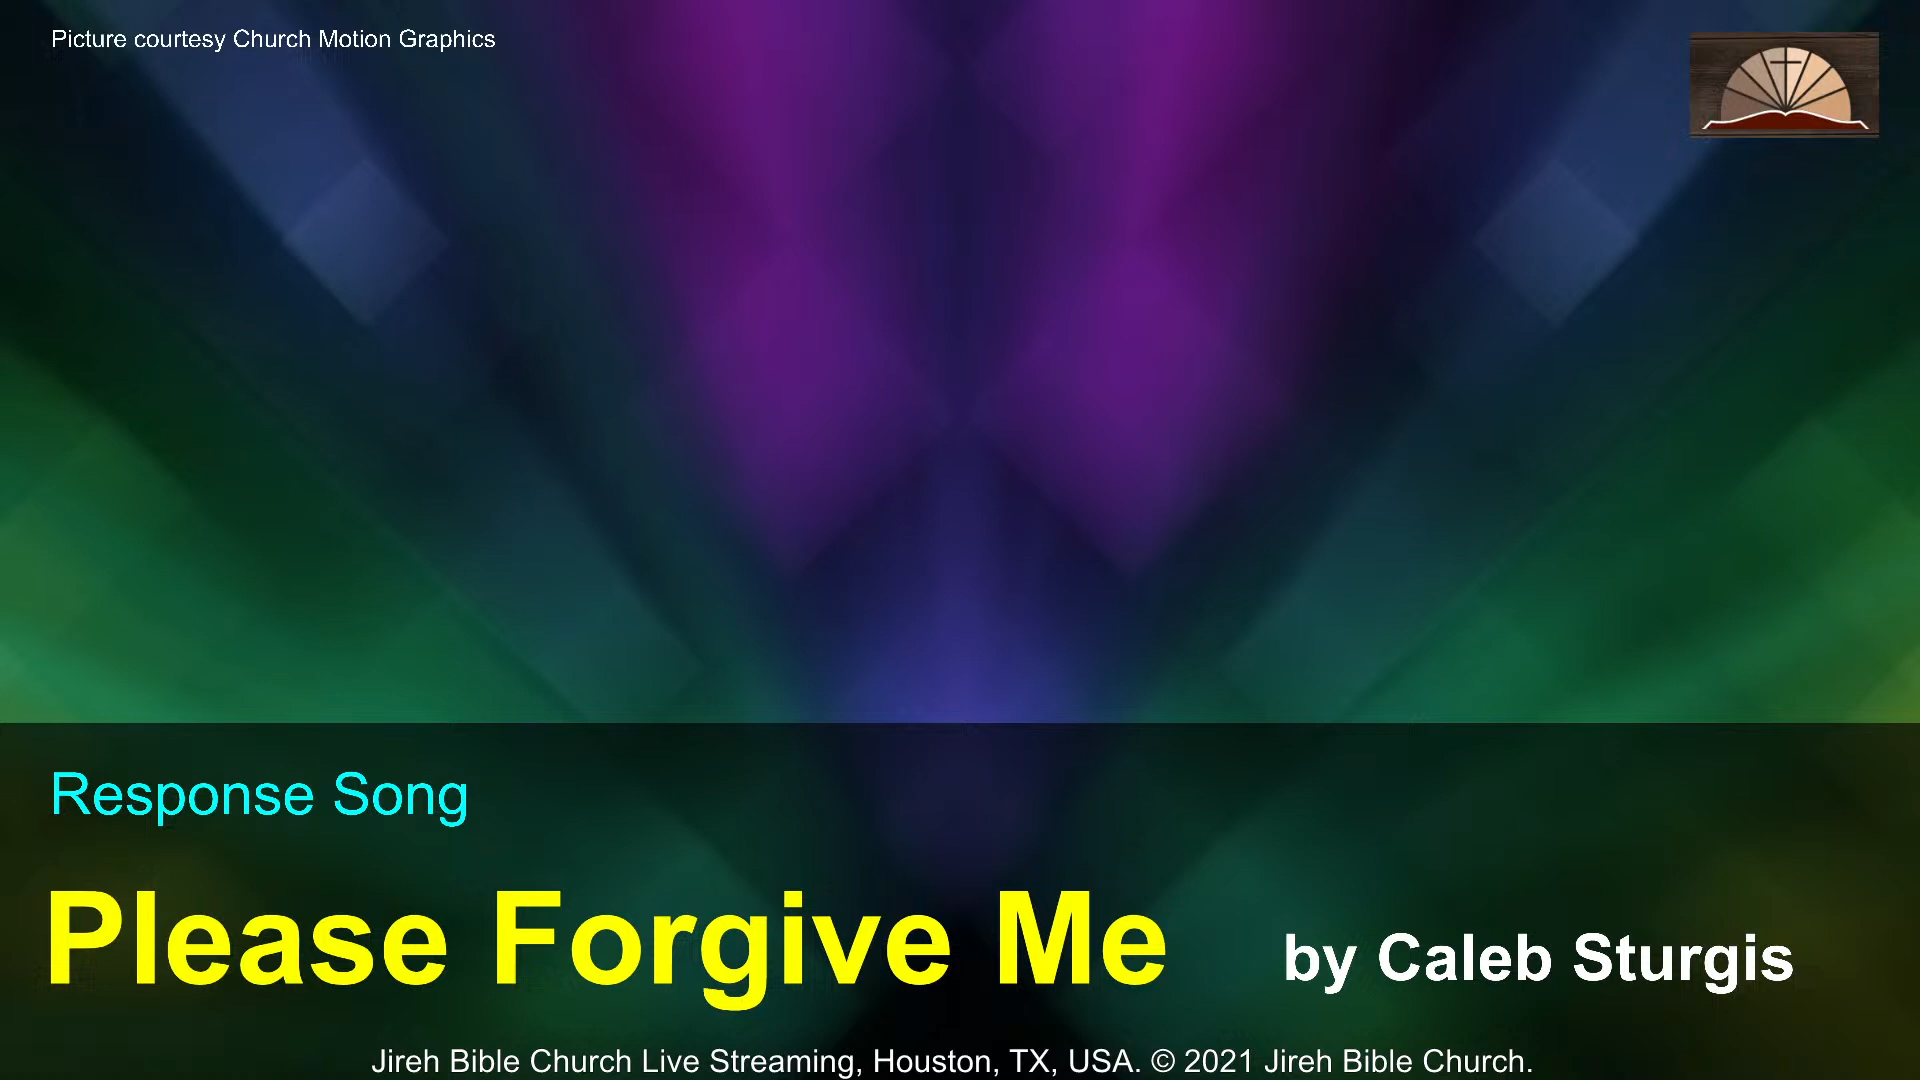 Picture courtesy Church Motion Graphics
Response Song
Please Forgive Me by Caleb Sturgis
Jireh Bible Church Live Streaming, Houston, TX, USA. © 2021 Jireh Bible Church.